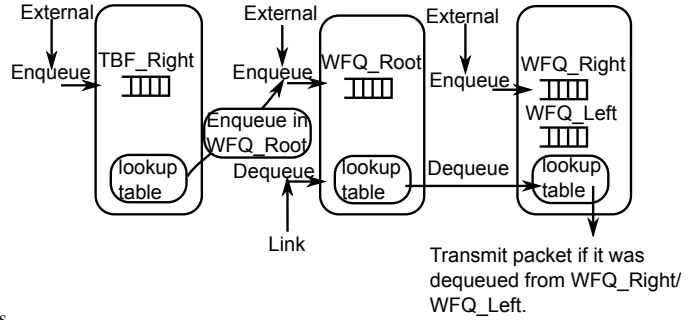 External
External
External
Enqueue
TBF_Right
Enqueue
WFQ_Root
Enqueue
WFQ_Right
WFQ_Left
Enqueue in
WFQ_Root
lookup
table
Dequeue
lookup
table
Dequeue
lookup
table
Link
Transmit packet if it was
dequeued from WFQ_Right/
WFQ_Left.
s